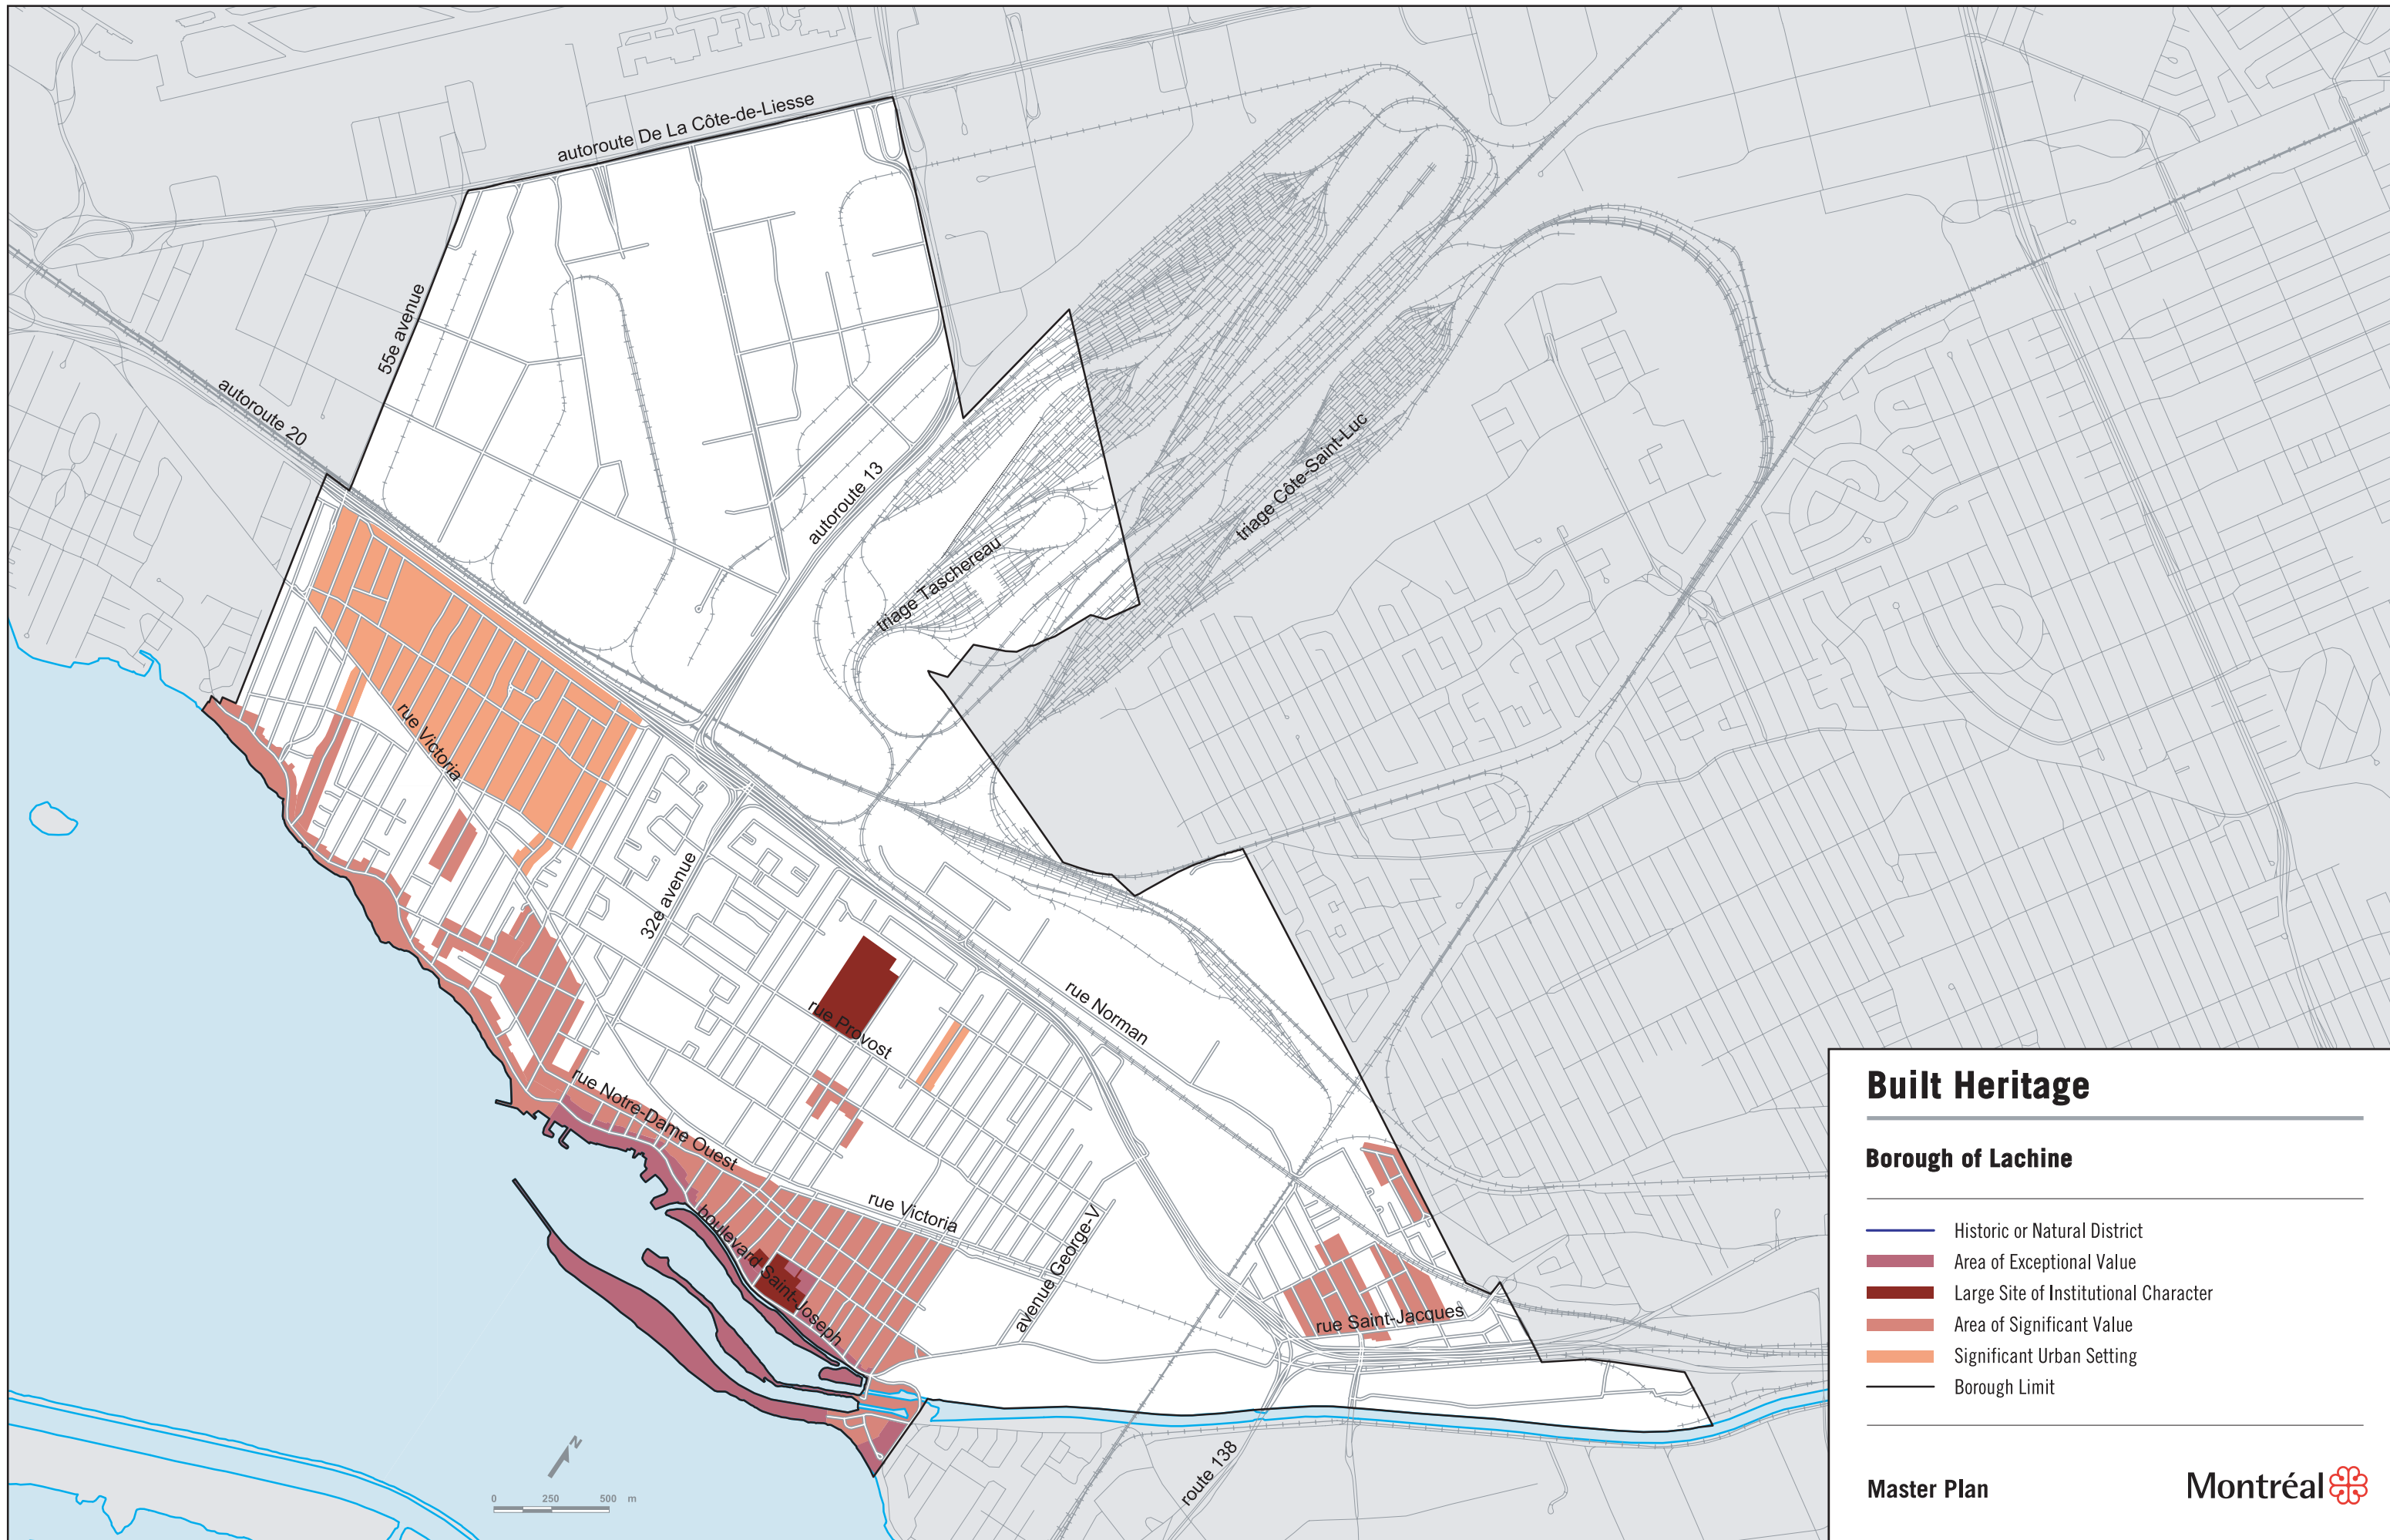 autoroute De La Côte-de-Liesse
55e avenue
autoroute 20
autoroute 13
triage Côte-Saint-Luc
triage Taschereau
rue Victoria
32e avenue
rue Norman
rue Provost
rue Notre-Dame Ouest
rue Victoria
boulevard Saint-Joseph
avenue George-V
rue Saint-Jacques
route 138
N
0 250 500 m
Built Heritage
Borough of Lachine
Historic or Natural District
Area of Exceptional Value
Large Site of Institutional Character
Area of Significant Value
Significant Urban Setting
Borough Limit
Master Plan
Montréal